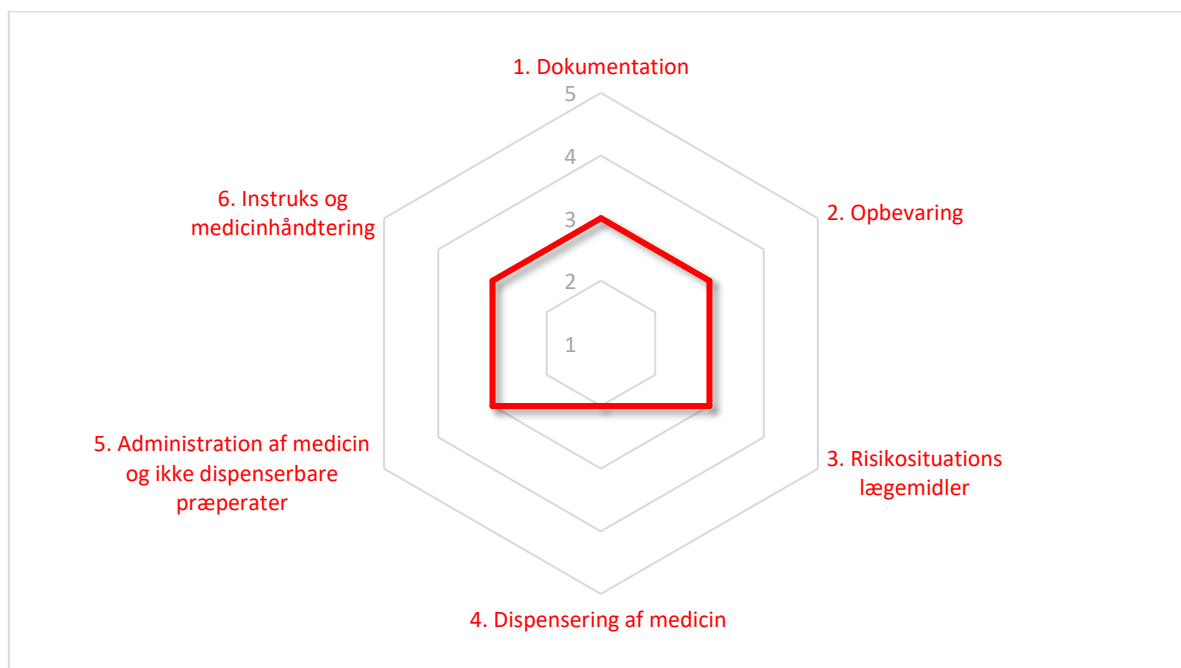 1. Dokumentation
5
4
3
2
1
2. Opbevaring
3. Risikosituations
lægemidler
4. Dispensering af medicin
5. Administration af medicin
og ikke dispenserbare
præperater
6. Instruks og
medicinhåndtering